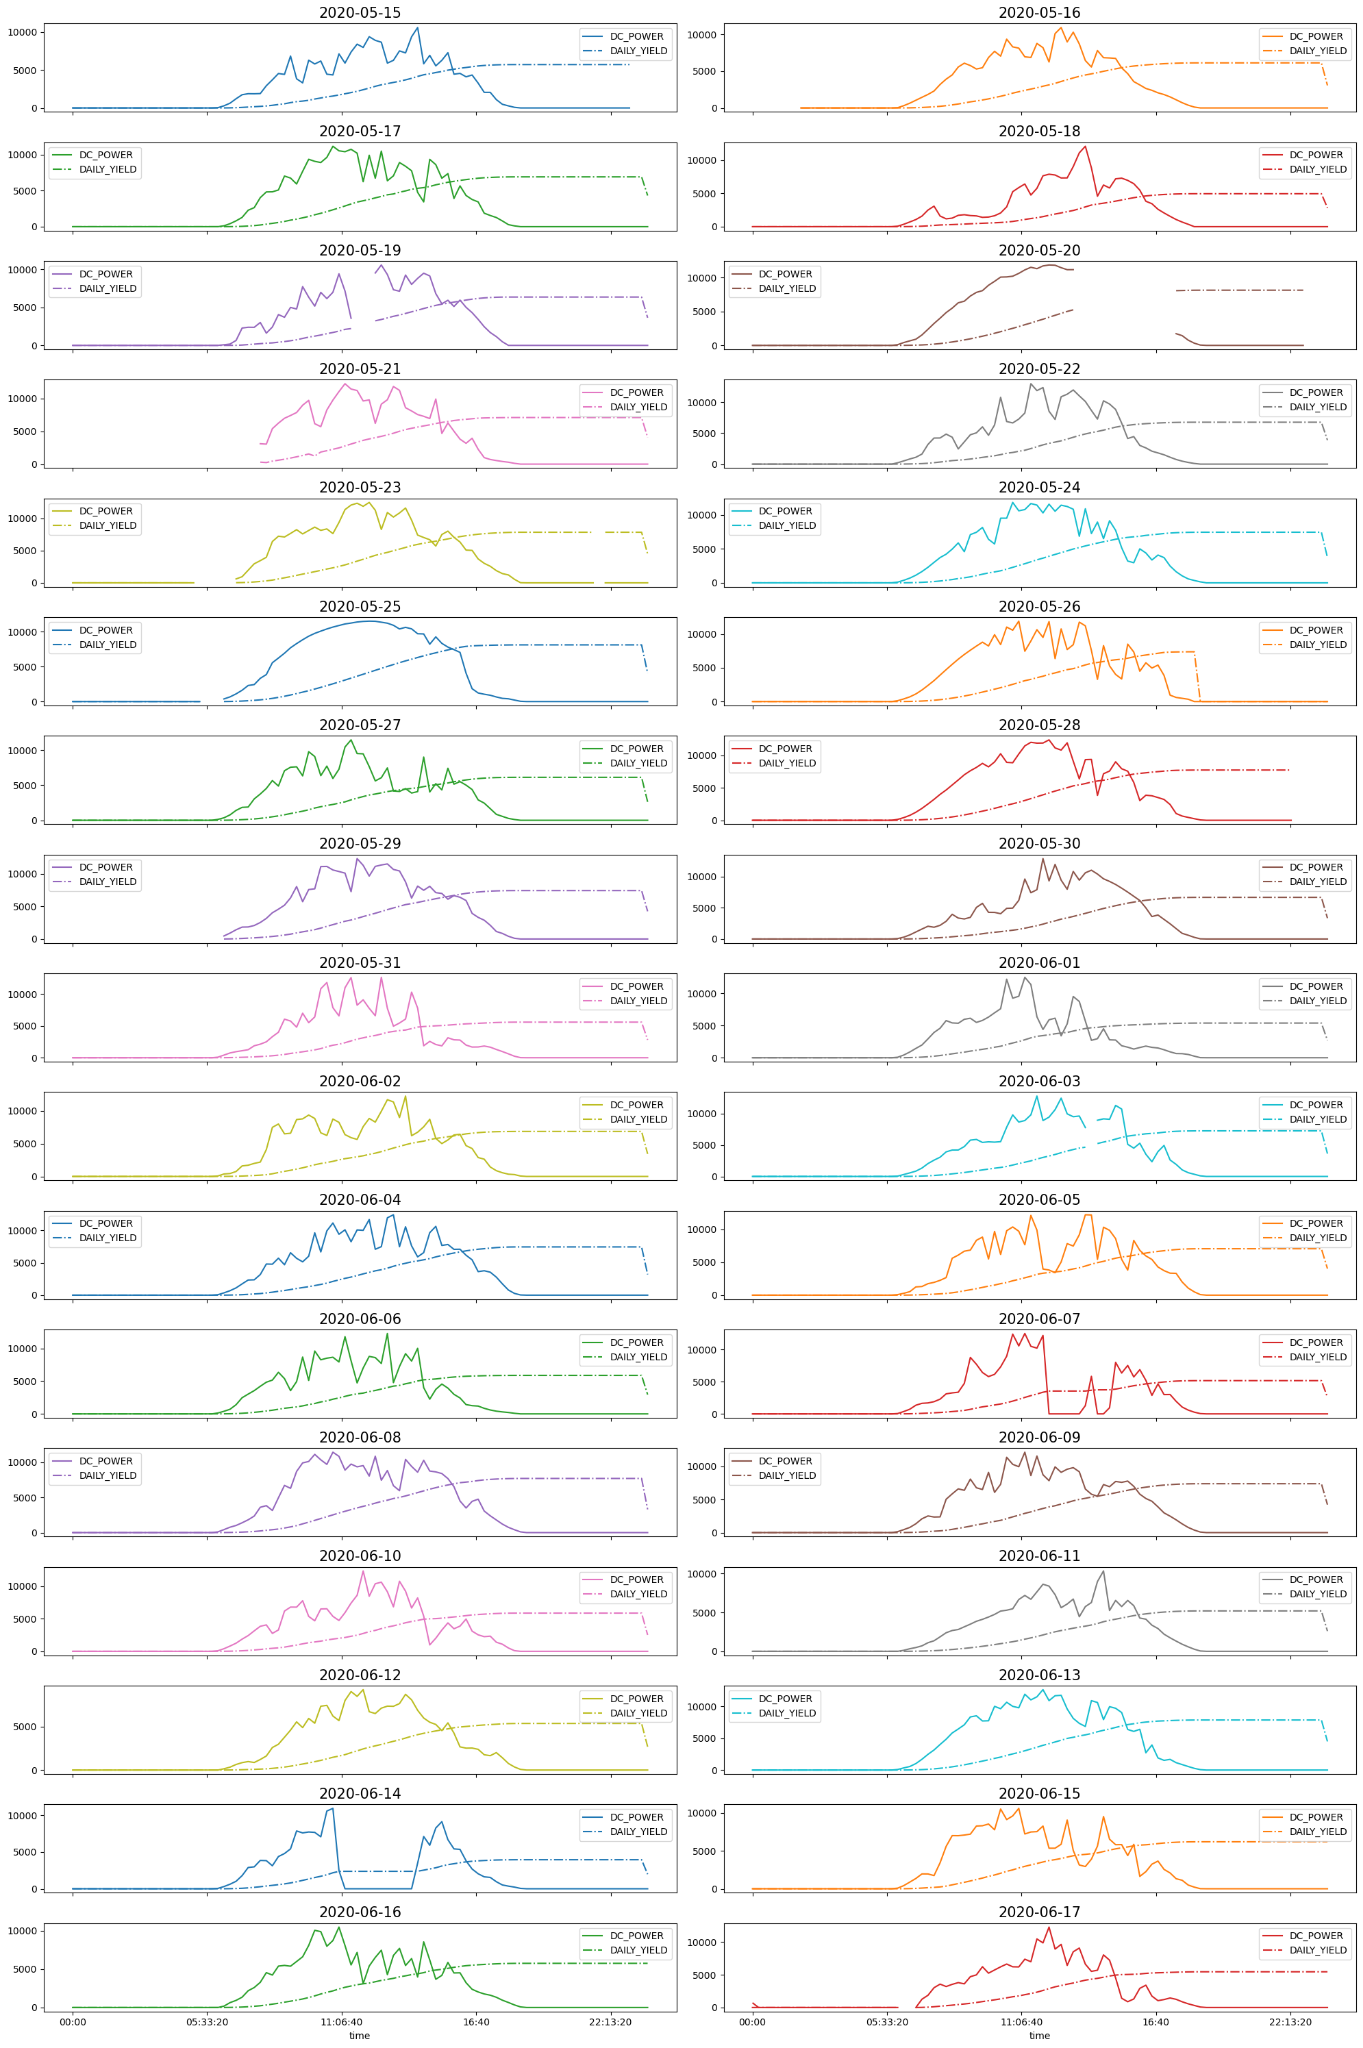 2020-05-15
10000
5000
0
DC_POWER
DAILY_YIELD
2020-05-16
10000
5000
0
DC_POWER
DAILY_YIELD
2020-05-17
10000
5000
0
DC_POWER
DAILY_YIELD
2020-05-18
10000
5000
0
DC_POWER
DAILY_YIELD
2020-05-19
10000
5000
0
DC_POWER
DAILY_YIELD
2020-05-20
10000
5000
0
DC_POWER
DAILY_YIELD
2020-05-21
10000
5000
0
DC_POWER
DAILY_YIELD
2020-05-22
10000
5000
0
DC_POWER
DAILY_YIELD
2020-05-23
10000
5000
0
DC_POWER
DAILY_YIELD
2020-05-24
10000
5000
0
DC_POWER
DAILY_YIELD
2020-05-25
10000
5000
0
DC_POWER
DAILY_YIELD
2020-05-26
10000
5000
0
DC_POWER
DAILY_YIELD
2020-05-27
10000
5000
0
DC_POWER
DAILY_YIELD
2020-05-28
10000
5000
0
DC_POWER
DAILY_YIELD
2020-05-29
10000
5000
0
DC_POWER
DAILY_YIELD
2020-05-30
10000
5000
0
DC_POWER
DAILY_YIELD
2020-05-31
10000
5000
0
DC_POWER
DAILY_YIELD
2020-06-01
10000
5000
0
DC_POWER
DAILY_YIELD
2020-06-02
10000
5000
0
DC_POWER
DAILY_YIELD
2020-06-03
10000
5000
0
DC_POWER
DAILY_YIELD
2020-06-04
10000
5000
0
DC_POWER
DAILY_YIELD
2020-06-05
10000
5000
0
DC_POWER
DAILY_YIELD
2020-06-06
10000
5000
0
DC_POWER
DAILY_YIELD
2020-06-07
10000
5000
0
DC_POWER
DAILY_YIELD
2020-06-08
10000
5000
0
DC_POWER
DAILY_YIELD
2020-06-09
10000
5000
0
DC_POWER
DAILY_YIELD
2020-06-10
10000
5000
0
DC_POWER
DAILY_YIELD
2020-06-11
10000
5000
0
DC_POWER
DAILY_YIELD
2020-06-12
5000
0
DC_POWER
DAILY_YIELD
2020-06-13
10000
5000
0
DC_POWER
DAILY_YIELD
2020-06-14
10000
5000
0
DC_POWER
DAILY_YIELD
2020-06-15
10000
5000
0
DC_POWER
DAILY_YIELD
2020-06-16
10000
5000
0
DC_POWER
DAILY_YIELD
00:00 05:33:20 11:06:40 16:40 22:13:20
time
2020-06-17
10000
5000
0
DC_POWER
DAILY_YIELD
00:00 05:33:20 11:06:40 16:40 22:13:20
time